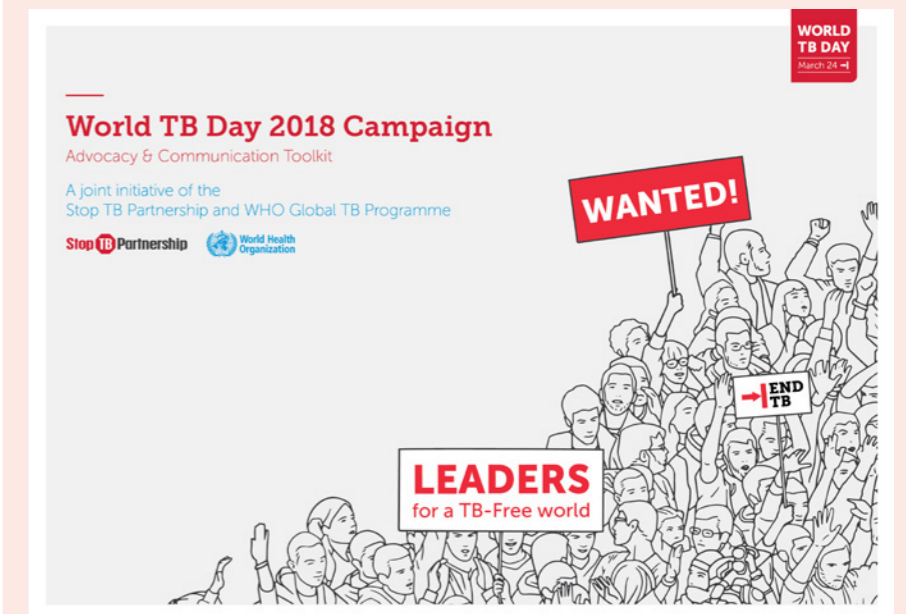 WORLD
TB DAY
March 24
World TB Day 2018 Campaign
Advocacy & Communication Toolkit
A joint initiative of the
Stop TB Partnership and WHO Global TB Programme
Stop TB Partnership
World Health
Organization
WANTED!
END
TB
LEADERS
for a TB-Free world